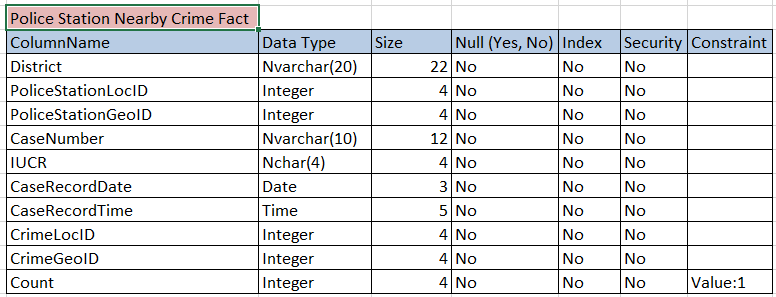 Police Station Nearby Crime Fact
ColumnName Data Type Size Null (Yes, No) Index Security Constraint
District Nvarchar(20) 22 No No No
PoliceStationLocID Integer 4 No No No
PoliceStationGeoID Integer 4 No No No
CaseNumber Nvarchar(10) 12 No No No
IUCR Nchar(4) 4 No No No
CaseRecordDate Date 3 No No No
CaseRecordTime Time 5 No No No
CrimeLocID Integer 4 No No No
CrimeGeoID Integer 4 No No No
Count Integer 4 No No No Value:1